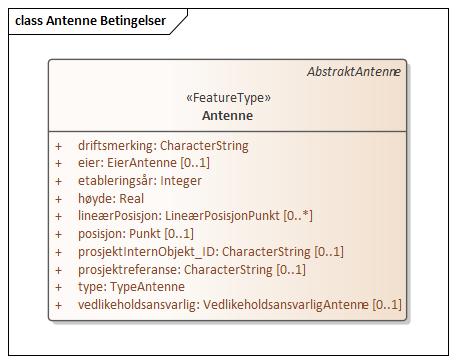 class Antenne Betingelser
AbstraktAntenne
«FeatureType»
Antenne
+ driftsmerking: CharacterString
+ eier: EierAntenne [0..1]
+ etableringsår: Integer
+ høyde: Real
+ lineærPosisjon: LineærPosisjonPunkt [0..*]
+ posisjon: Punkt [0..1]
+ prosjektInternObjekt_ID: CharacterString [0..1]
+ prosjektreferanse: CharacterString [0..1]
+ type: TypeAntenne
+ vedlikeholdsansvarlig: VedlikeholdsansvarligAntenne [0..1]